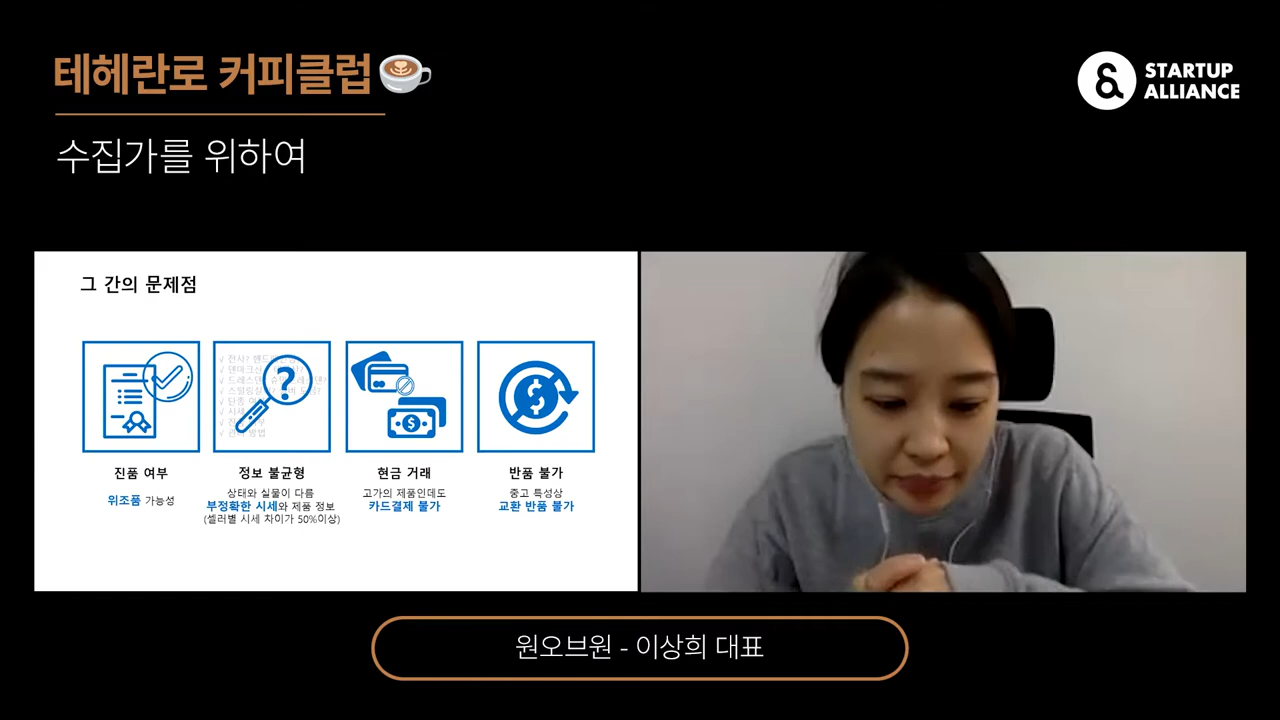 테헤란로 커피클럽
STARTUP
ALLIANCE
수집가를 위하여
그 간의 문제점
진품 여부
위조품 가능성
정보 불균형
상태와 실물이 다름
부정확한 시세와 제품 정보
(셀러별 시세 차이가 50%이상)
현금 거래
고가의 제품인데도
카드결제 불가
반품 불가
중고 특성상
교환 반품 불가
원오브원 - 이상희 대표